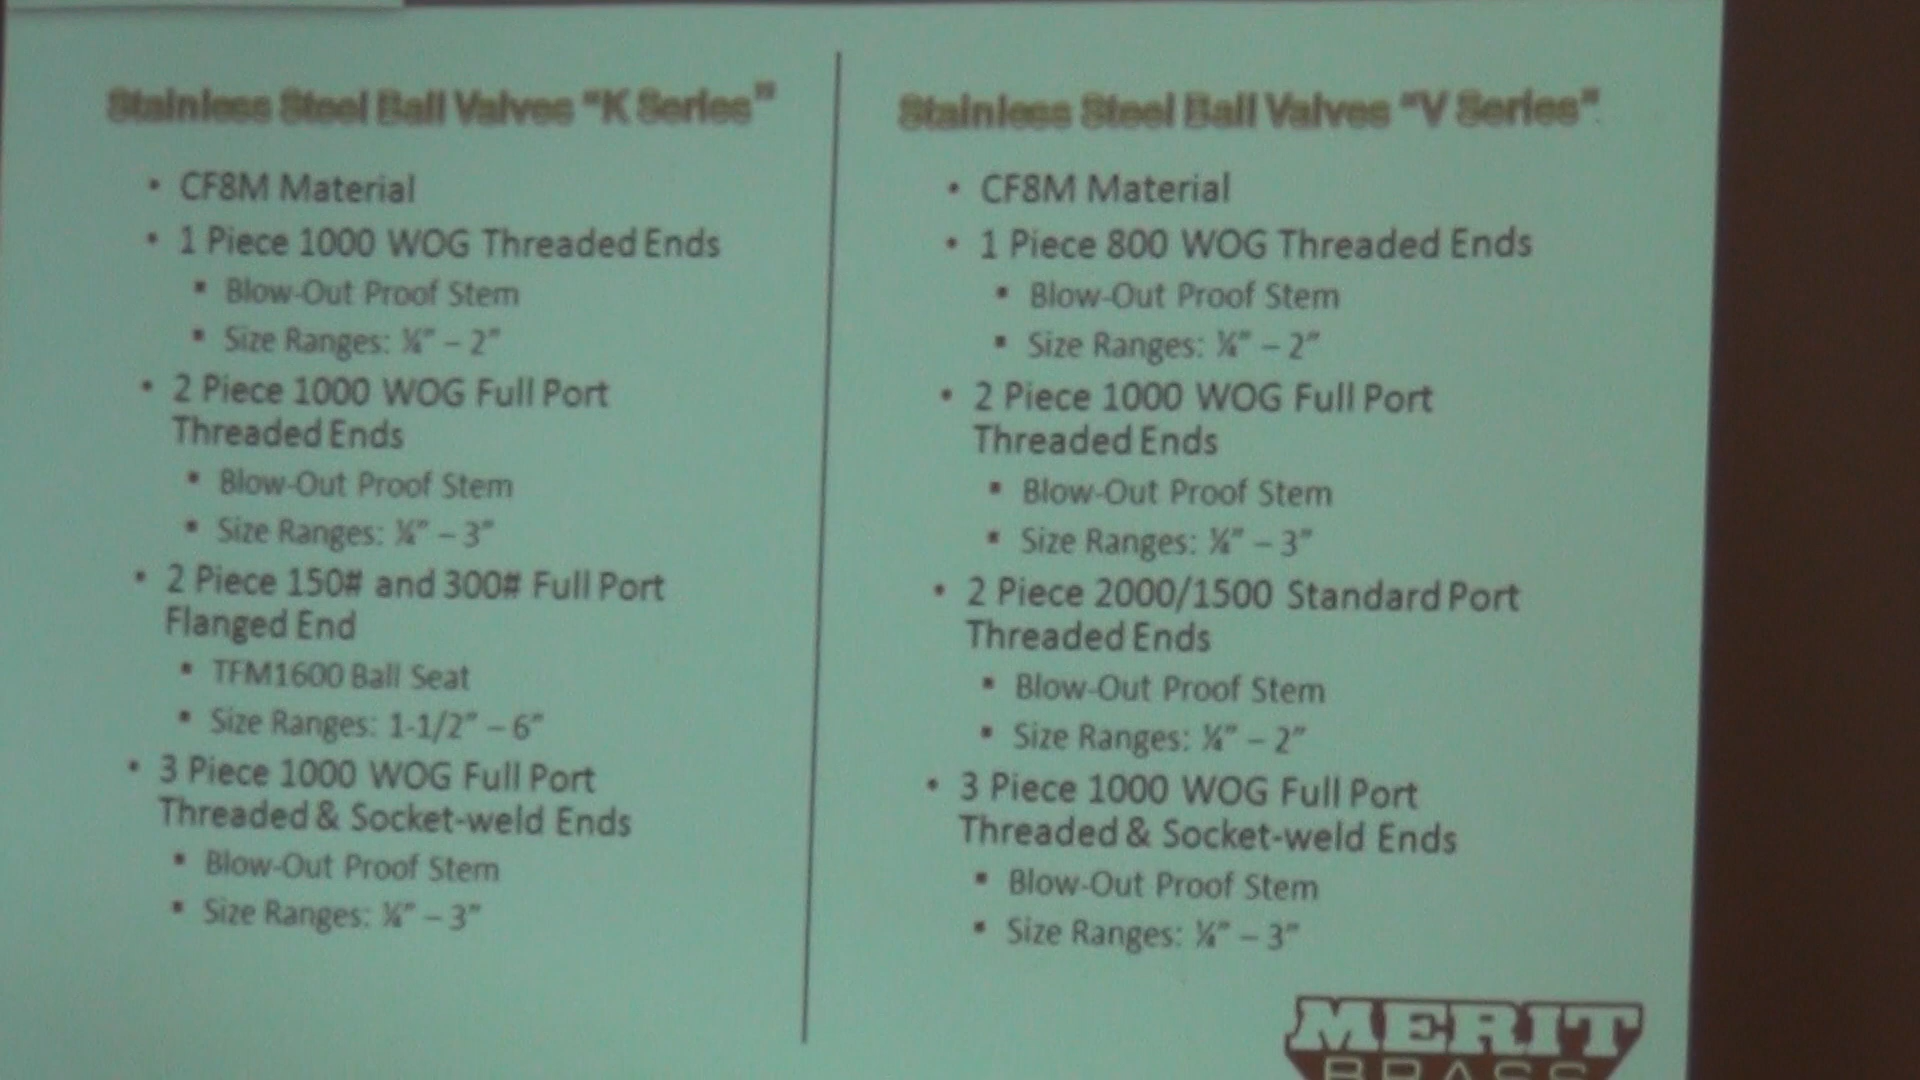 Stainless Steel Ball Valves "K Series"
• CF8M Material
• 1 Piece 1000 WOG Threaded Ends
▪ Blow-Out Proof Stem
▪ Size Ranges: ¼" – 2"
• 2 Piece 1000 WOG Full Port
Threaded Ends
▪ Blow-Out Proof Stem
▪ Size Ranges: ¼" – 3"
• 2 Piece 150# and 300# Full Port
Flanged End
▪ TFM1600 Ball Seat
▪ Size Ranges: 1-1/2" – 6"
• 3 Piece 1000 WOG Full Port
Threaded & Socket-weld Ends
▪ Blow-Out Proof Stem
▪ Size Ranges: ¼" – 3"
Stainless Steel Ball Valves "V Series"
• CF8M Material
• 1 Piece 800 WOG Threaded Ends
▪ Blow-Out Proof Stem
▪ Size Ranges: ¼" – 2"
• 2 Piece 1000 WOG Full Port
Threaded Ends
▪ Blow-Out Proof Stem
▪ Size Ranges: ¼" – 3"
• 2 Piece 2000/1500 Standard Port
Threaded Ends
▪ Blow-Out Proof Stem
▪ Size Ranges: ¼" – 2"
• 3 Piece 1000 WOG Full Port
Threaded & Socket-weld Ends
▪ Blow-Out Proof Stem
▪ Size Ranges: ¼" – 3"
MERIT
BRASS